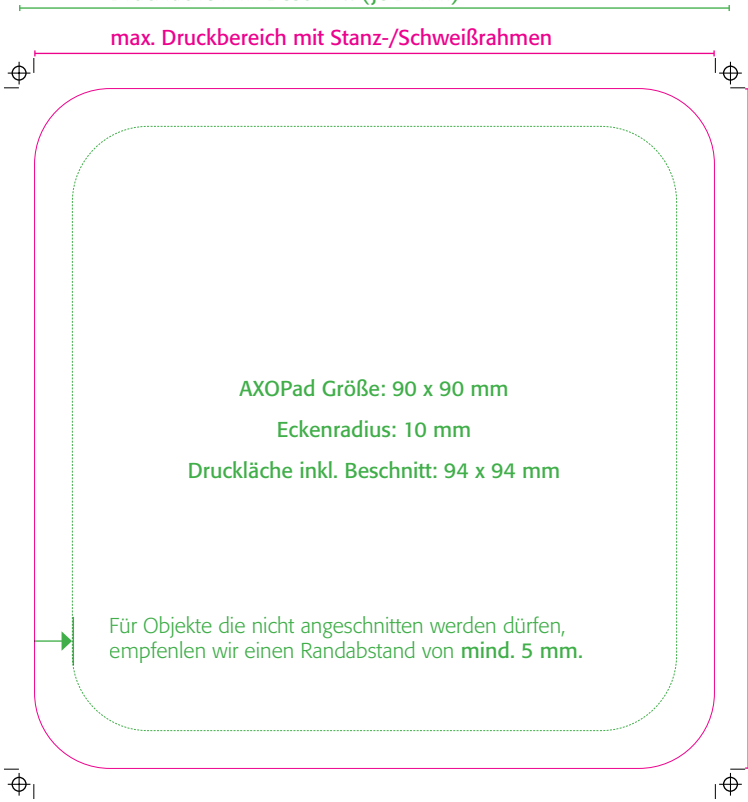 max. Druckbereich mit Stanz-/Schweißrahmen
AXOPad Größe: 90 x 90 mm
Eckenradius: 10 mm
Druckläche inkl. Beschnitt: 94 x 94 mm
Für Objekte die nicht angeschnitten werden dürfen,
empfenlen wir einen Randabstand von mind. 5 mm.